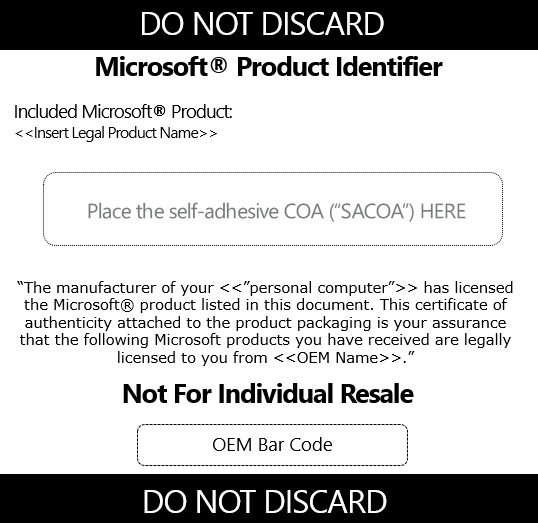 DO NOT DISCARD
Microsoft® Product Identifier
Included Microsoft® Product:
<<Insert Legal Product Name>>
Place the self-adhesive COA (“SACOA”) HERE
“The manufacturer of your <<”personal computer”>> has licensed
the Microsoft® product listed in this document. This certificate of
authenticity attached to the product packaging is your assurance
that the following Microsoft products you have received are legally
licensed to you from <<OEM Name>>.”
Not For Individual Resale
OEM Bar Code
DO NOT DISCARD